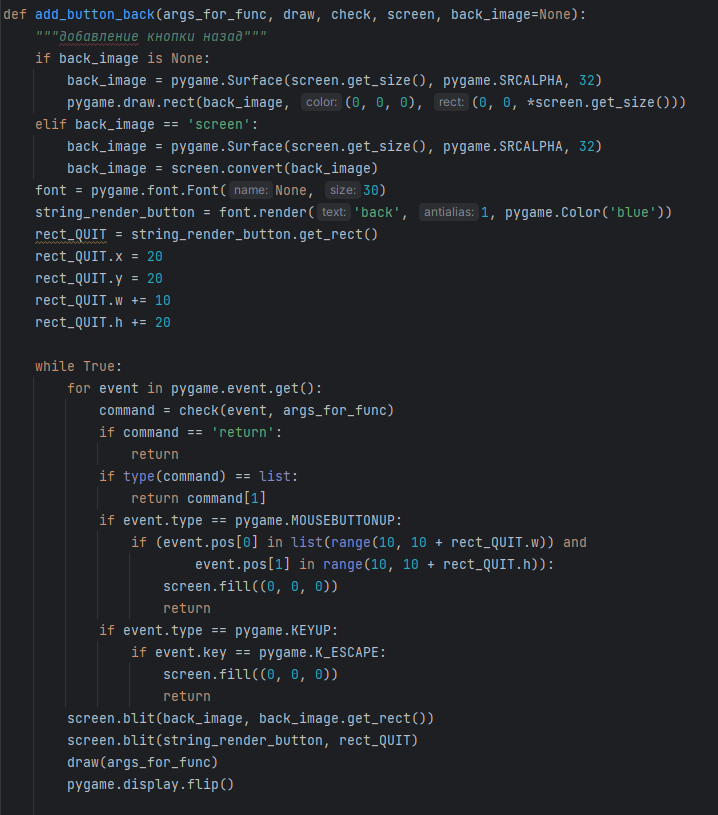 def add_button_back(args_for_func, draw, check, screen, back_image=None):
    """добавление кнопки назад"""
    if back_image is None:
        back_image = pygame.Surface(screen.get_size(), pygame.SRCALPHA, 32)
        pygame.draw.rect(back_image, color: (0, 0, 0), rect: (0, 0, *screen.get_size()))
    elif back_image == 'screen':
        back_image = pygame.Surface(screen.get_size(), pygame.SRCALPHA, 32)
        back_image = screen.convert(back_image)
    font = pygame.font.Font( name: None, size: 30)
    string_render_button = font.render( text: 'back', antialias: 1, pygame.Color('blue'))
    rect_QUIT = string_render_button.get_rect()
    rect_QUIT.x = 20
    rect_QUIT.y = 20
    rect_QUIT.w += 10
    rect_QUIT.h += 20
    while True:
        for event in pygame.event.get():
            command = check(event, args_for_func)
            if command == 'return':
                return
            if type(command) == list:
                return command[1]
            if event.type == pygame.MOUSEBUTTONUP:
                if (event.pos[0] in list(range(10, 10 + rect_QUIT.w)) and
                        event.pos[1] in range(10, 10 + rect_QUIT.h)):
                    screen.fill((0, 0, 0))
                    return
            if event.type == pygame.KEYUP:
                if event.key == pygame.K_ESCAPE:
                    screen.fill((0, 0, 0))
                    return
        screen.blit(back_image, back_image.get_rect())
        screen.blit(string_render_button, rect_QUIT)
        draw(args_for_func)
        pygame.display.flip()